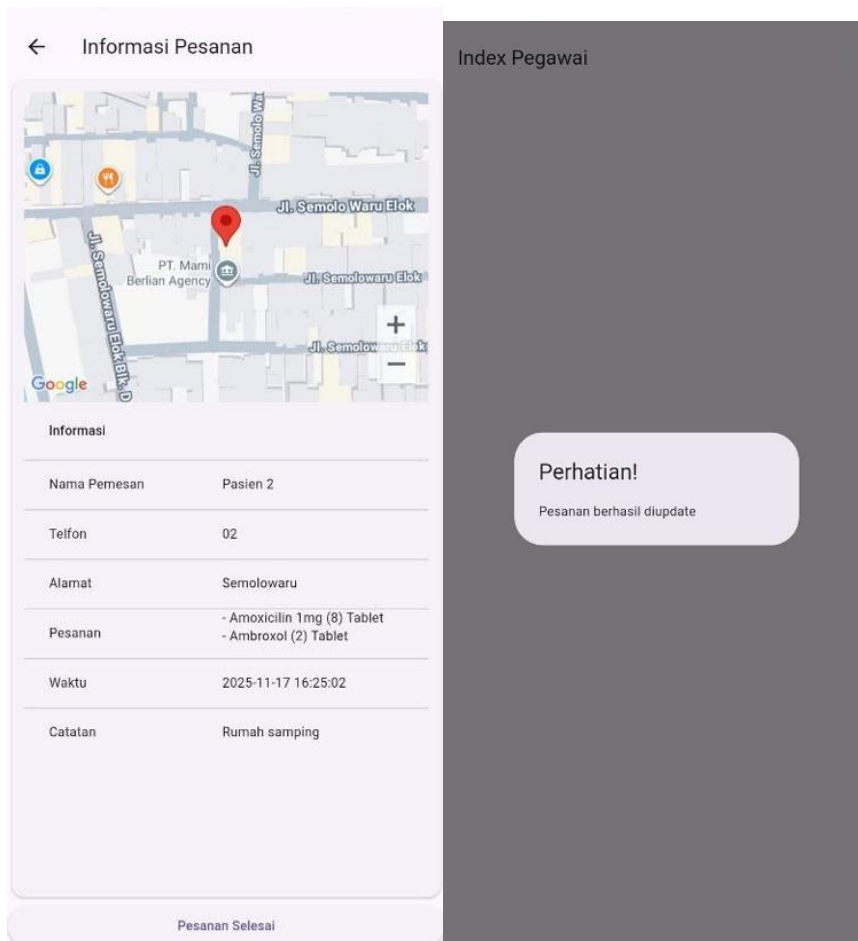 Informasi Pesanan
Jl. Semolo Wa
Jl. Semolo Waru Elok
PT. Mami
Berlian Agency
Jl. Semolowaru Elok
Jl. Semolowaru Elok Blk. D
Jl. Semolowaru Elok
Google
+
−
Informasi
Nama Pemesan Pasien 2
Telfon 02
Alamat Semolowaru
Pesanan - Amoxicilin 1mg (8) Tablet
- Ambroxol (2) Tablet
Waktu 2025-11-17 16:25:02
Catatan Rumah samping
Pesanan Selesai
Index Pegawai
Perhatian!
Pesanan berhasil diupdate